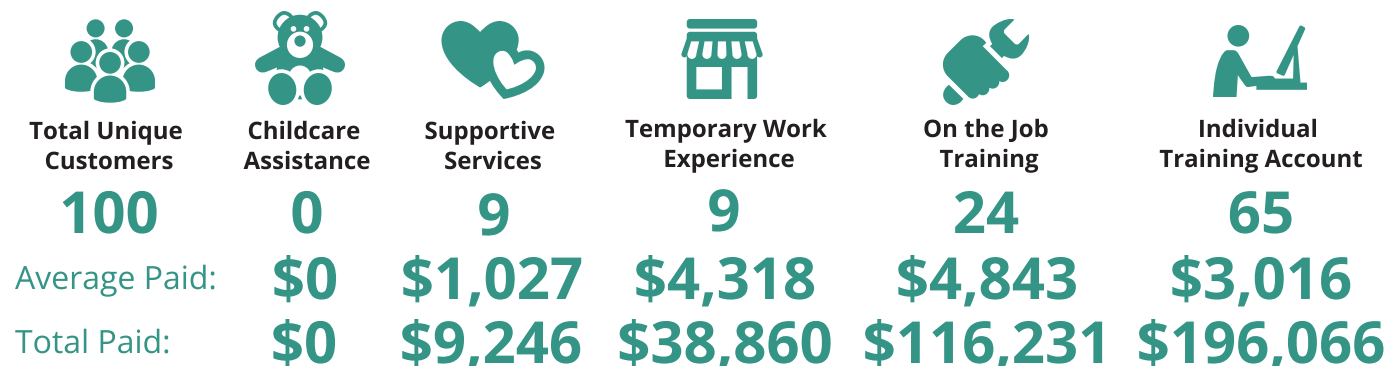 Total Unique
Customers
100
Childcare
Assistance
0
Supportive
Services
9
Temporary Work
Experience
9
On the Job
Training
24
Individual
Training Account
65
Average Paid: $0 $1,027 $4,318 $4,843 $3,016
Total Paid: $0 $9,246 $38,860 $116,231 $196,066